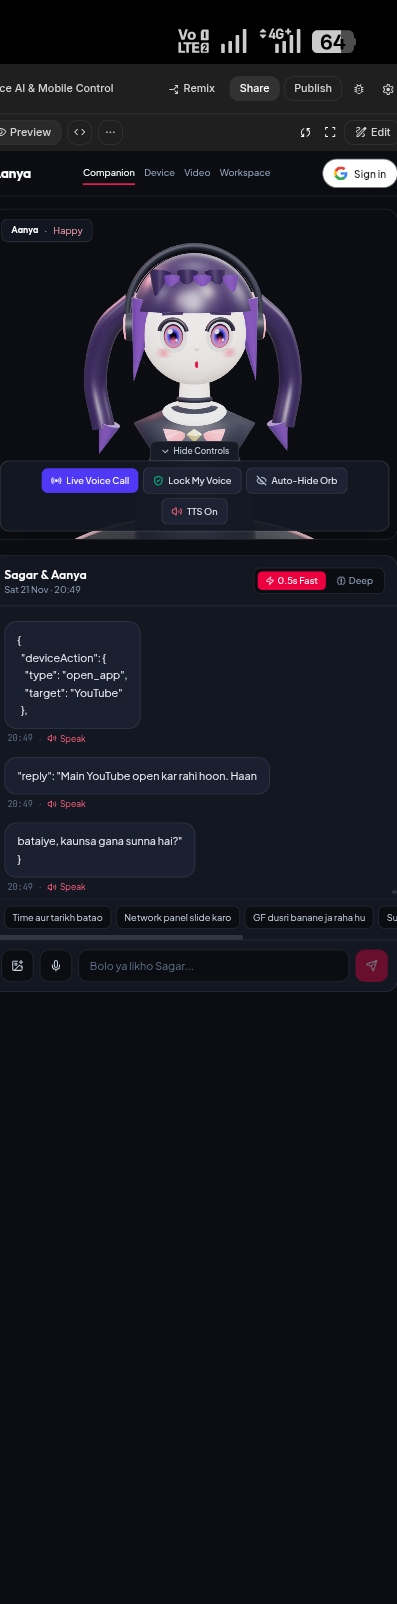 Vo 1
LTE2
4G+
64
ce AI & Mobile Control
Remix
Share
Publish
Preview
Edit
Aanya
Companion
Device
Video
Workspace
Sign in
Aanya · Happy
Hide Controls
Live Voice Call
Lock My Voice
Auto-Hide Orb
TTS On
Sagar & Aanya
Sat 21 Nov · 20:49
0.5s Fast
Deep
{
"deviceAction": {
"type": "open_app",
"target": "YouTube"
},
20:49 · Speak
"reply": "Main YouTube open kar rahi hoon. Haan
20:49 · Speak
bataiye, kaunsa gana sunna hai?"
}
20:49 · Speak
Time aur tarikh batao
Network panel slide karo
GF dusri banane ja raha hu
Su
Bolo ya likho Sagar...